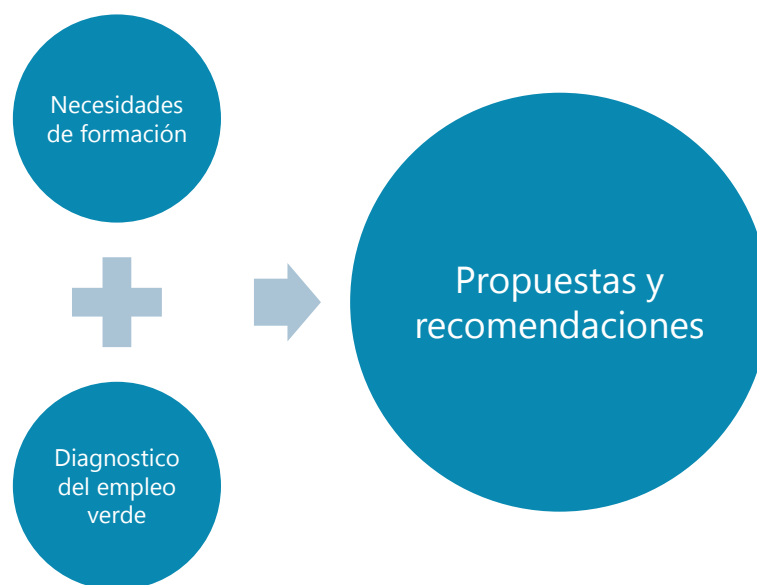 Necesidades
de formación
Propuestas y
recomendaciones
Diagnostico
del empleo
verde